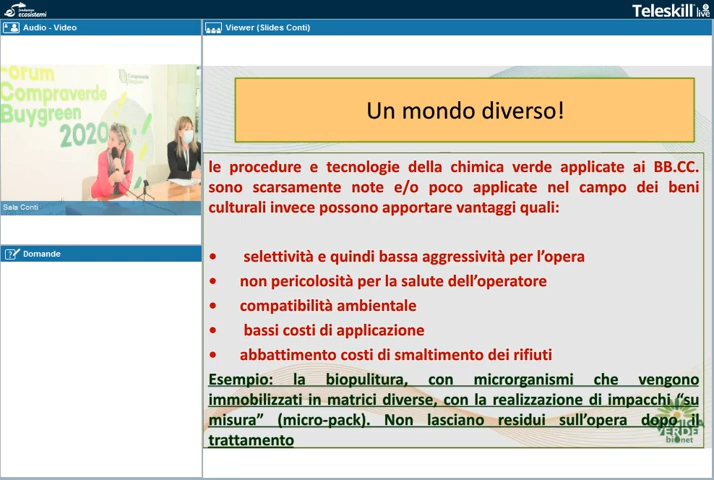 fondazione
ecosistemi
Teleskill live
Audio - Video
Viewer (Slides Conti)
Forum
Compraverde
Buygreen
2020
Sala Conti
Domande
Un mondo diverso!
le procedure e tecnologie della chimica verde applicate ai BB.CC.
sono scarsamente note e/o poco applicate nel campo dei beni
culturali invece possono apportare vantaggi quali:
• selettività e quindi bassa aggressività per l'opera
• non pericolosità per la salute dell'operatore
• compatibilità ambientale
• bassi costi di applicazione
• abbattimento costi di smaltimento dei rifiuti
Esempio: la biopulitura, con microrganismi che vengono
immobilizzati in matrici diverse, con la realizzazione di impacchi "su
misura" (micro-pack). Non lasciano residui sull'opera dopo il
trattamento
VERDE
bionet